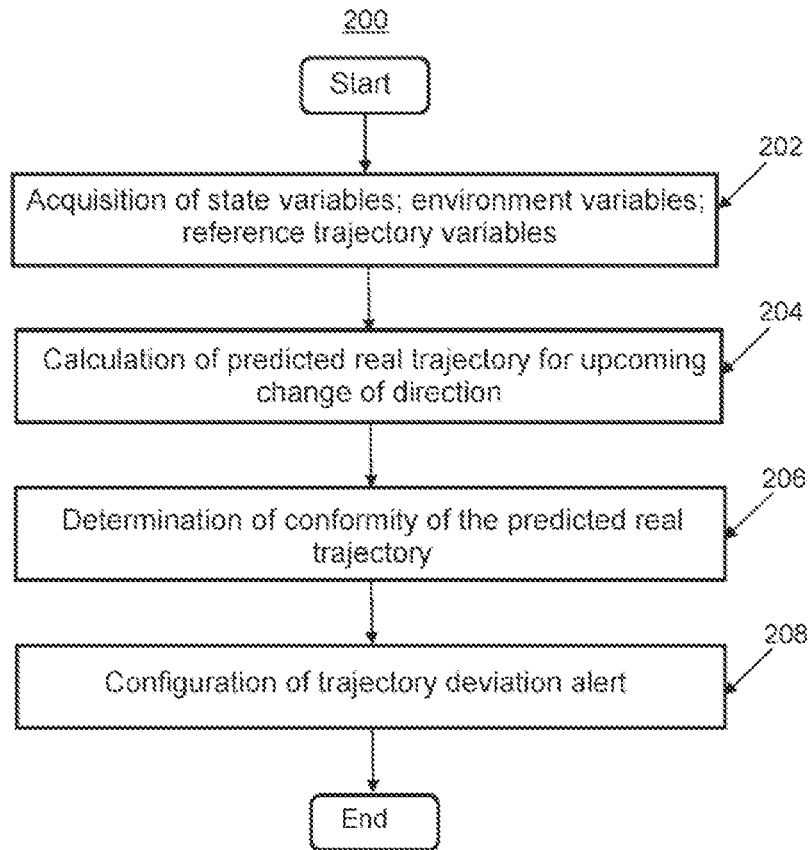 200
Start
202
Acquisition of state variables; environment variables;
reference trajectory variables
204
Calculation of predicted real trajectory for upcoming
change of direction
206
Determination of conformity of the predicted real
trajectory
208
Configuration of trajectory deviation alert
End